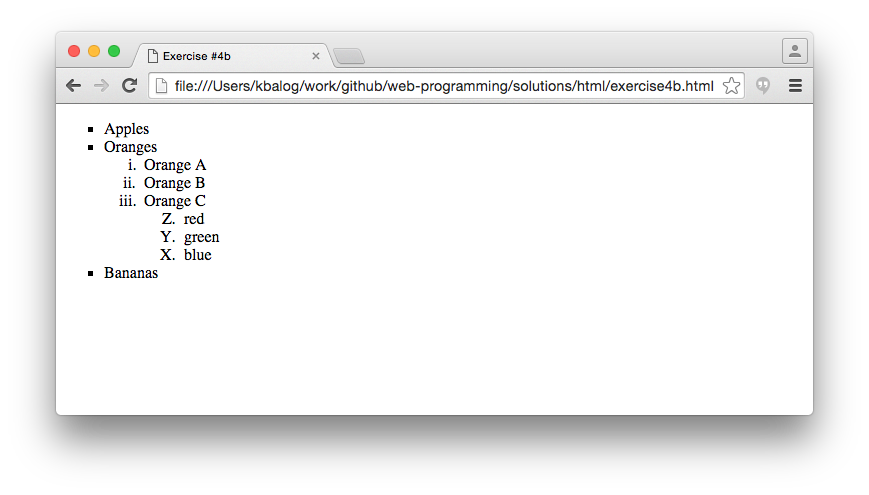 Exercise #4b
file:///Users/kbalog/work/github/web-programming/solutions/html/exercise4b.html
Apples
Oranges
i. Orange A
ii. Orange B
iii. Orange C
Z. red
Y. green
X. blue
Bananas